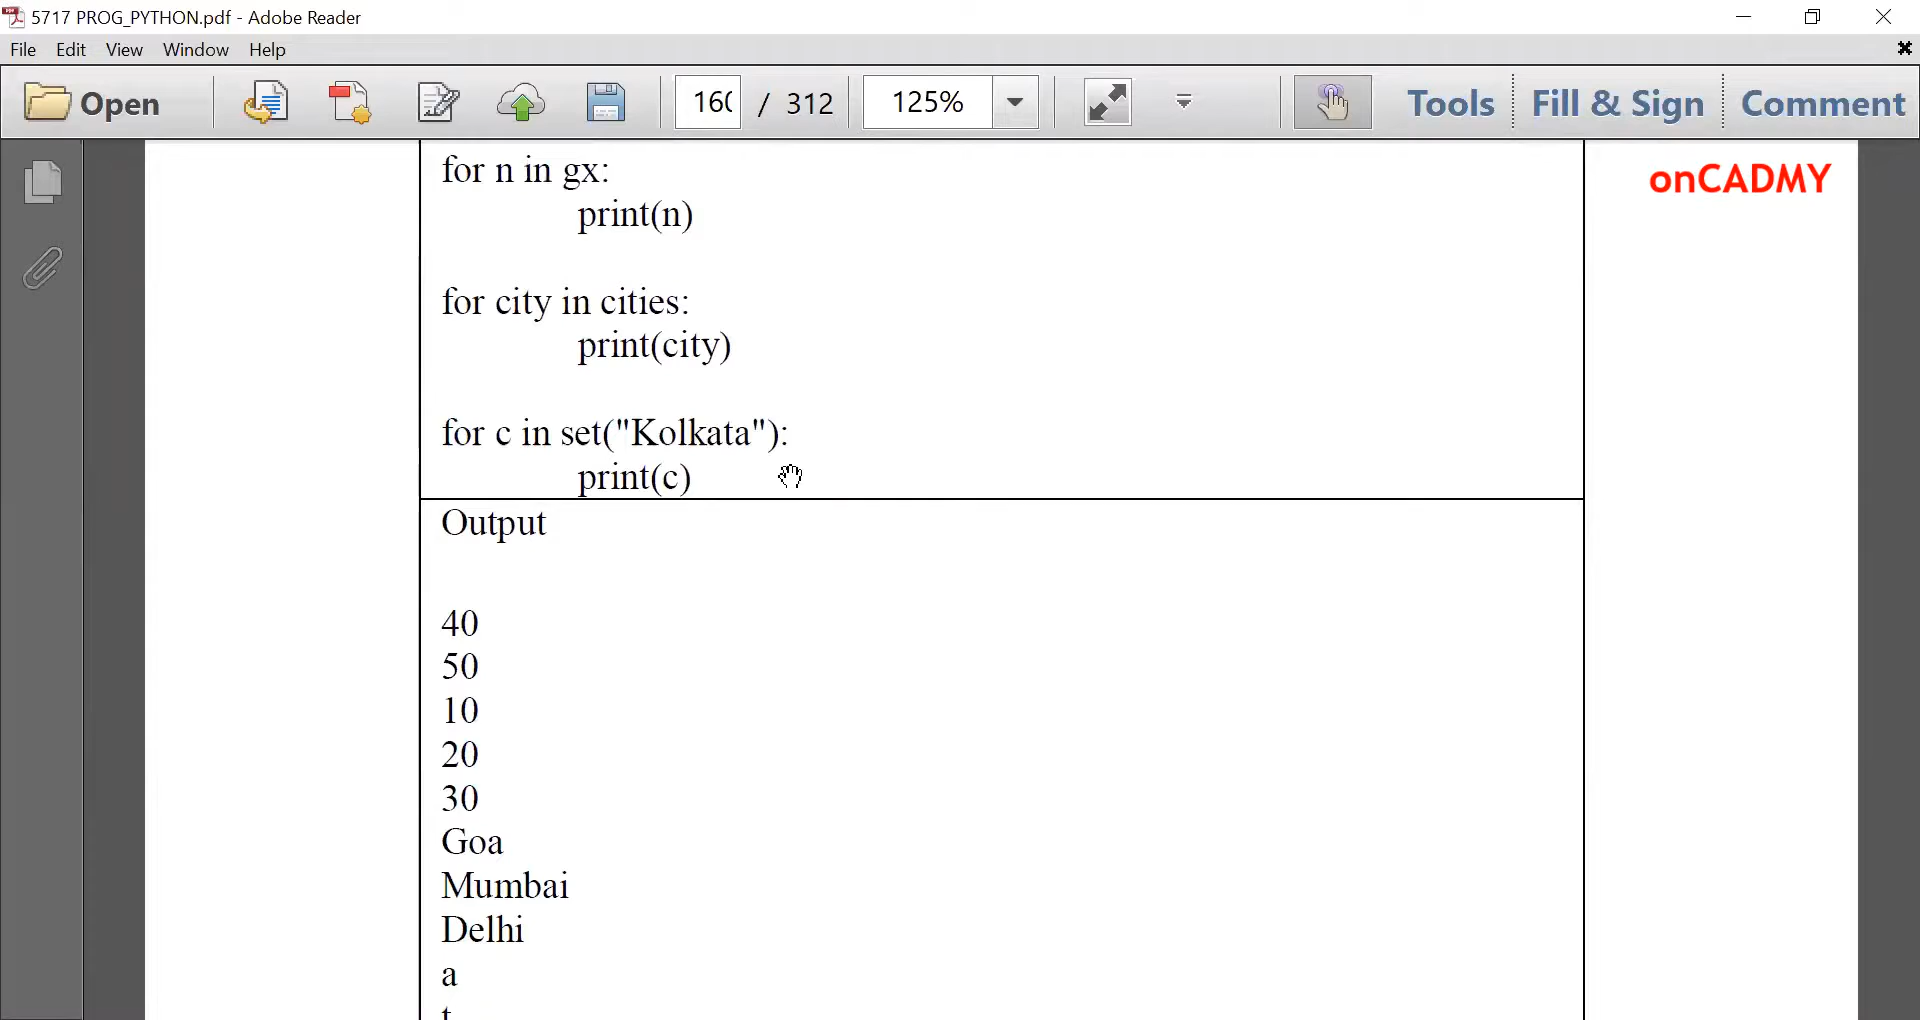 5717 PROG_PYTHON.pdf - Adobe Reader
File Edit View Window Help
Open 160 / 312 125% Tools Fill & Sign Comment
onCADMY
for n in gx:
print(n)
for city in cities:
print(city)
for c in set("Kolkata"):
print(c)
Output
40
50
10
20
30
Goa
Mumbai
Delhi
a
t